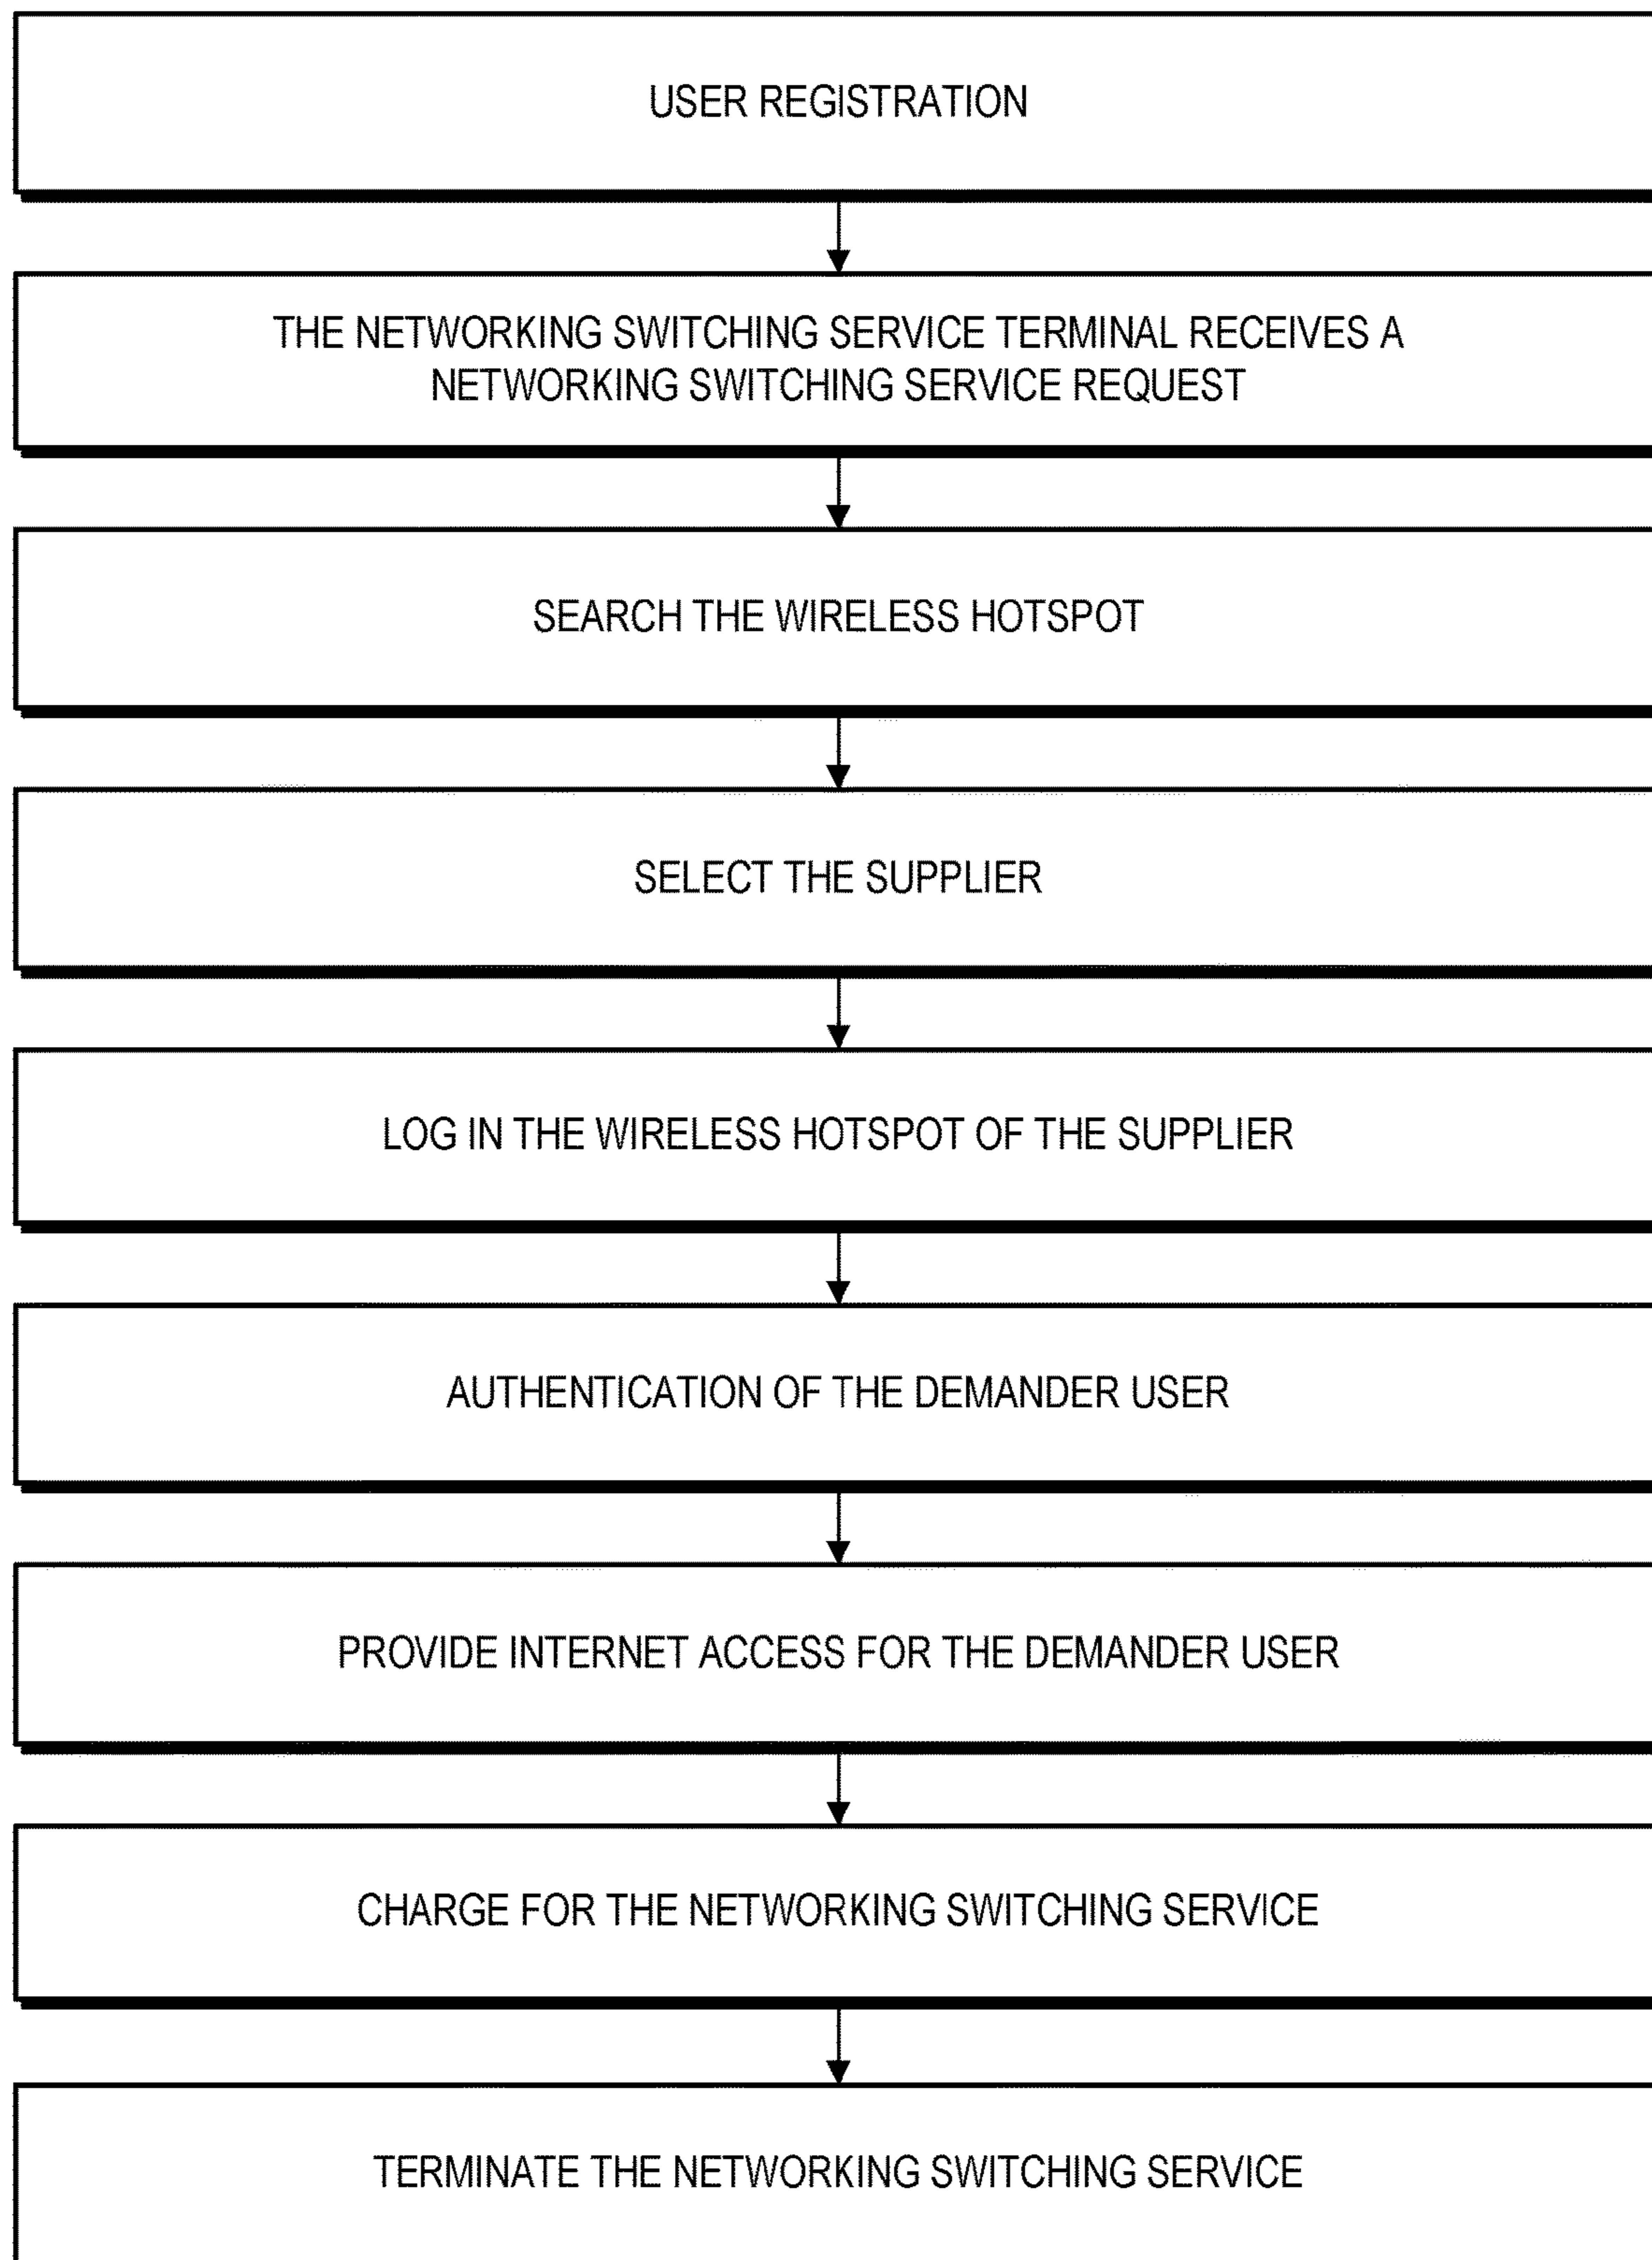 USER REGISTRATION
THE NETWORKING SWITCHING SERVICE TERMINAL RECEIVES A
NETWORKING SWITCHING SERVICE REQUEST
SEARCH THE WIRELESS HOTSPOT
SELECT THE SUPPLIER
LOG IN THE WIRELESS HOTSPOT OF THE SUPPLIER
AUTHENTICATION OF THE DEMANDER USER
PROVIDE INTERNET ACCESS FOR THE DEMANDER USER
CHARGE FOR THE NETWORKING SWITCHING SERVICE
TERMINATE THE NETWORKING SWITCHING SERVICE